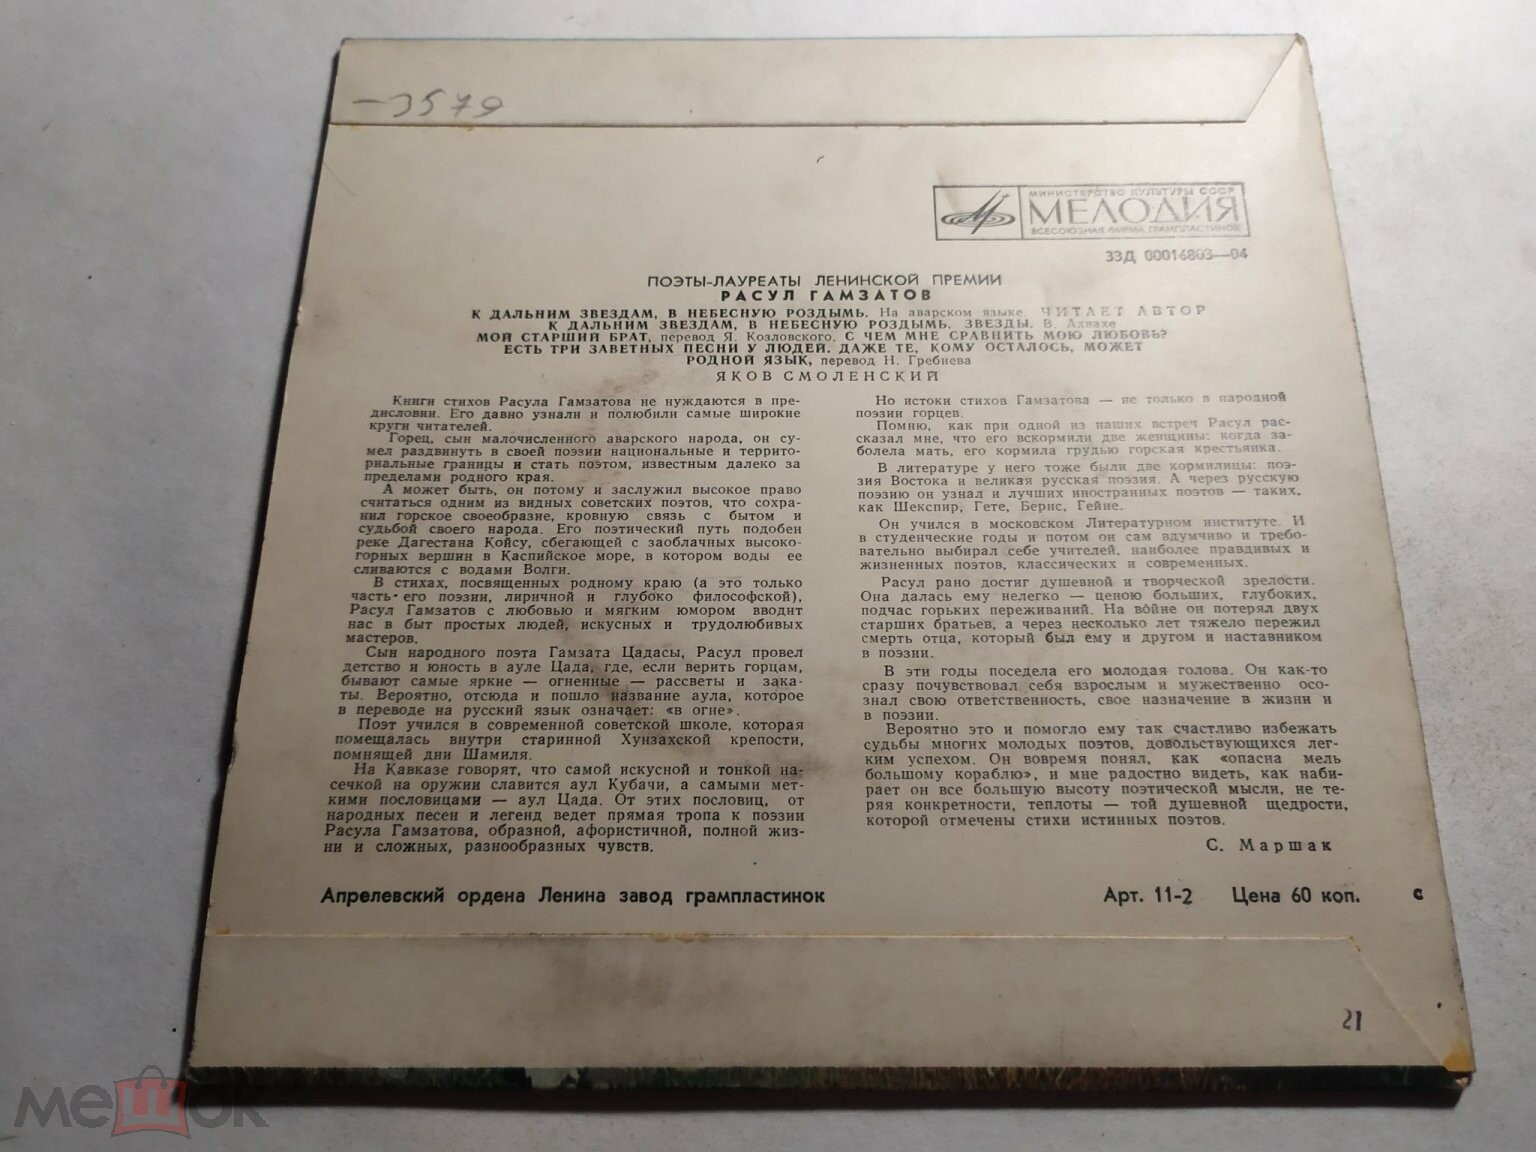 —3579
МИНИСТЕРСТВО КУЛЬТУРЫ СССР
МЕЛОДИЯ
ВСЕСОЮЗНАЯ ФИРМА ГРАМПЛАСТИНОК
33Д 00016803—04
ПОЭТЫ-ЛАУРЕАТЫ ЛЕНИНСКОЙ ПРЕМИИ
РАСУЛ ГАМЗАТОВ
К ДАЛЬНИМ ЗВЕЗДАМ, В НЕБЕСНУЮ РОЗДЫМЬ. На аварском языке. ЧИТАЕТ АВТОР
К ДАЛЬНИМ ЗВЕЗДАМ, В НЕБЕСНУЮ РОЗДЫМЬ. ЗВЕЗДЫ. В Ахвахе
МОЙ СТАРШИЙ БРАТ, перевод Я. Козловского. С ЧЕМ МНЕ СРАВНИТЬ МОЮ ЛЮБОВЬ?
ЕСТЬ ТРИ ЗАВЕТНЫХ ПЕСНИ У ЛЮДЕЙ. ДАЖЕ ТЕ, КОМУ ОСТАЛОСЬ, МОЖЕТ
РОДНОЙ ЯЗЫК, перевод Н. Гребнева
ЯКОВ СМОЛЕНСКИЙ
Книги стихов Расула Гамзатова не нуждаются в пре-
дисловии. Его давно узнали и полюбили самые широкие
круги читателей.
Горец, сын малочисленного аварского народа, он су-
мел раздвинуть в своей поэзии национальные и террито-
риальные границы и стать поэтом, известным далеко за
пределами родного края.
А может быть, он потому и заслужил высокое право
считаться одним из видных советских поэтов, что сохра-
нил горское своеобразие, кровную связь с бытом и
судьбой своего народа. Его поэтический путь подобен
реке Дагестана Койсу, сбегающей с заоблачных высоко-
горных вершин в Каспийское море, в котором воды ее
сливаются с водами Волги.
В стихах, посвященных родному краю (а это только
часть его поэзии, лиричной и глубоко философской),
Расул Гамзатов с любовью и мягким юмором вводит
нас в быт простых людей, искусных и трудолюбивых
мастеров.
Сын народного поэта Гамзата Цадасы, Расул провел
детство и юность в ауле Цада, где, если верить горцам,
бывают самые яркие — огненные — рассветы и зака-
ты. Вероятно, отсюда и пошло название аула, которое
в переводе на русский язык означает: «в огне».
Поэт учился в современной советской школе, которая
помещалась внутри старинной Хунзахской крепости,
помнящей дни Шамиля.
На Кавказе говорят, что самой искусной и тонкой на-
сечкой на оружии славится аул Кубачи, а самыми мет-
кими пословицами — аул Цада. От этих пословиц, от
народных песен и легенд ведет прямая тропа к поэзии
Расула Гамзатова, образной, афористичной, полной жиз-
ни и сложных, разнообразных чувств.
Но истоки стихов Гамзатова — не только в народной
поэзии горцев.
Помню, как при одной из наших встреч Расул рас-
сказал мне, что его вскормили две женщины: когда за-
болела мать, его кормила грудью горская крестьянка.
В литературе у него тоже были две кормилицы: поэ-
зия Востока и великая русская поэзия. А через русскую
поэзию он узнал и лучших иностранных поэтов — таких,
как Шекспир, Гете, Бернс, Гейне.
Он учился в московском Литературном институте. И
в студенческие годы и потом он сам вдумчиво и требо-
вательно выбирал себе учителей, наиболее правдивых и
жизненных поэтов, классических и современных.
Расул рано достиг душевной и творческой зрелости.
Она далась ему нелегко — ценою больших, глубоких,
подчас горьких переживаний. На войне он потерял двух
старших братьев, а через несколько лет тяжело пережил
смерть отца, который был ему и другом и наставником
в поэзии.
В эти годы поседела его молодая голова. Он как-то
сразу почувствовал себя взрослым и мужественно осо-
знал свою ответственность, свое назначение в жизни и
в поэзии.
Вероятно это и помогло ему так счастливо избежать
судьбы многих молодых поэтов, довольствующихся лег-
ким успехом. Он вовремя понял, как «опасна мель
большому кораблю», и мне радостно видеть, как наби-
рает он все большую высоту поэтической мысли, не те-
ряя конкретности, теплоты — той душевной щедрости,
которой отмечены стихи истинных поэтов.
С. Маршак
Апрелевский ордена Ленина завод грампластинок Арт. 11-2 Цена 60 коп. с
21
мешок